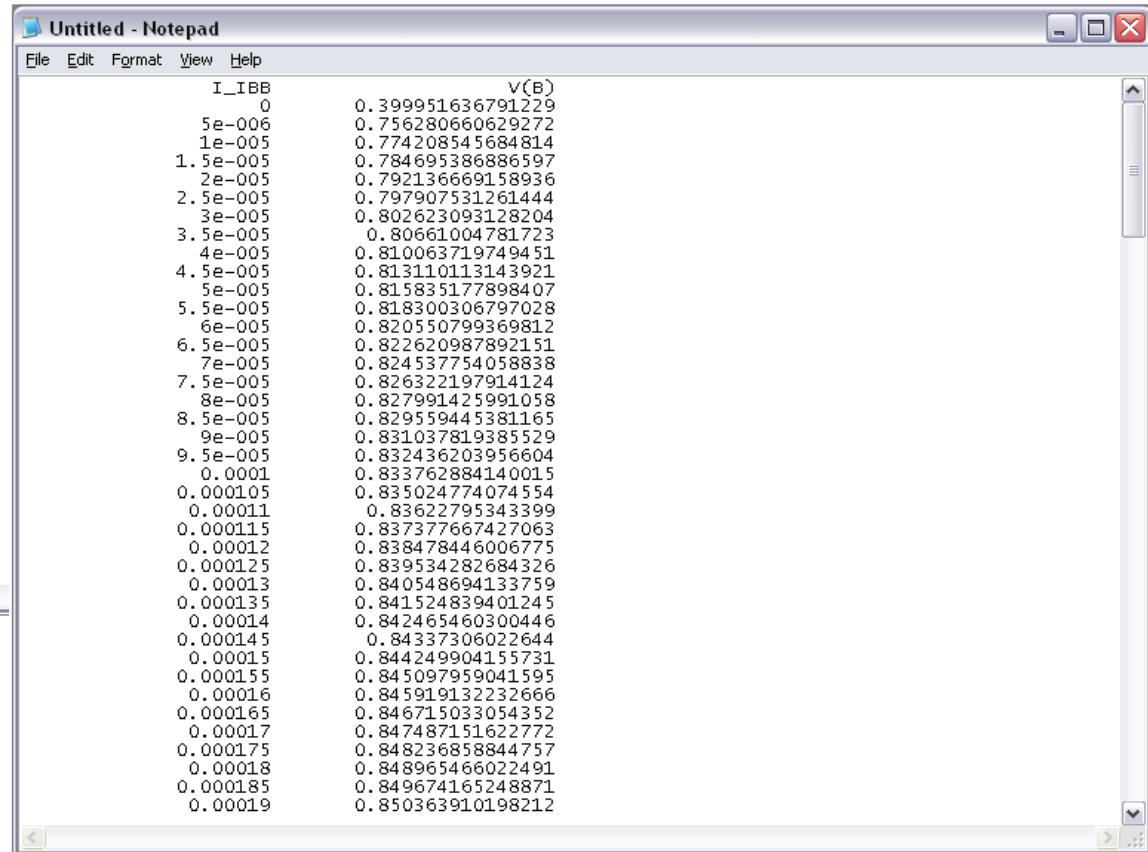 Untitled - Notepad
File Edit Format View Help
I_IBB V(B)
0 0.399951636791229
5e-006 0.756280660629272
1e-005 0.774208545684814
1.5e-005 0.784695386886597
2e-005 0.792136669158936
2.5e-005 0.797907531261444
3e-005 0.802623093128204
3.5e-005 0.80661004781723
4e-005 0.810063719749451
4.5e-005 0.813110113143921
5e-005 0.815835177898407
5.5e-005 0.818300306797028
6e-005 0.820550799369812
6.5e-005 0.822620987892151
7e-005 0.824537754058838
7.5e-005 0.826322197914124
8e-005 0.827991425991058
8.5e-005 0.829559445381165
9e-005 0.831037819385529
9.5e-005 0.832436203956604
0.0001 0.833762884140015
0.000105 0.835024774074554
0.00011 0.83622795343399
0.000115 0.837377667427063
0.00012 0.838478446006775
0.000125 0.839534282684326
0.00013 0.840548694133759
0.000135 0.841524839401245
0.00014 0.842465460300446
0.000145 0.84337306022644
0.00015 0.844249904155731
0.000155 0.845097959041595
0.00016 0.845919132232666
0.000165 0.846715033054352
0.00017 0.847487151622772
0.000175 0.848236858844757
0.00018 0.848965466022491
0.000185 0.849674165248871
0.00019 0.850363910198212